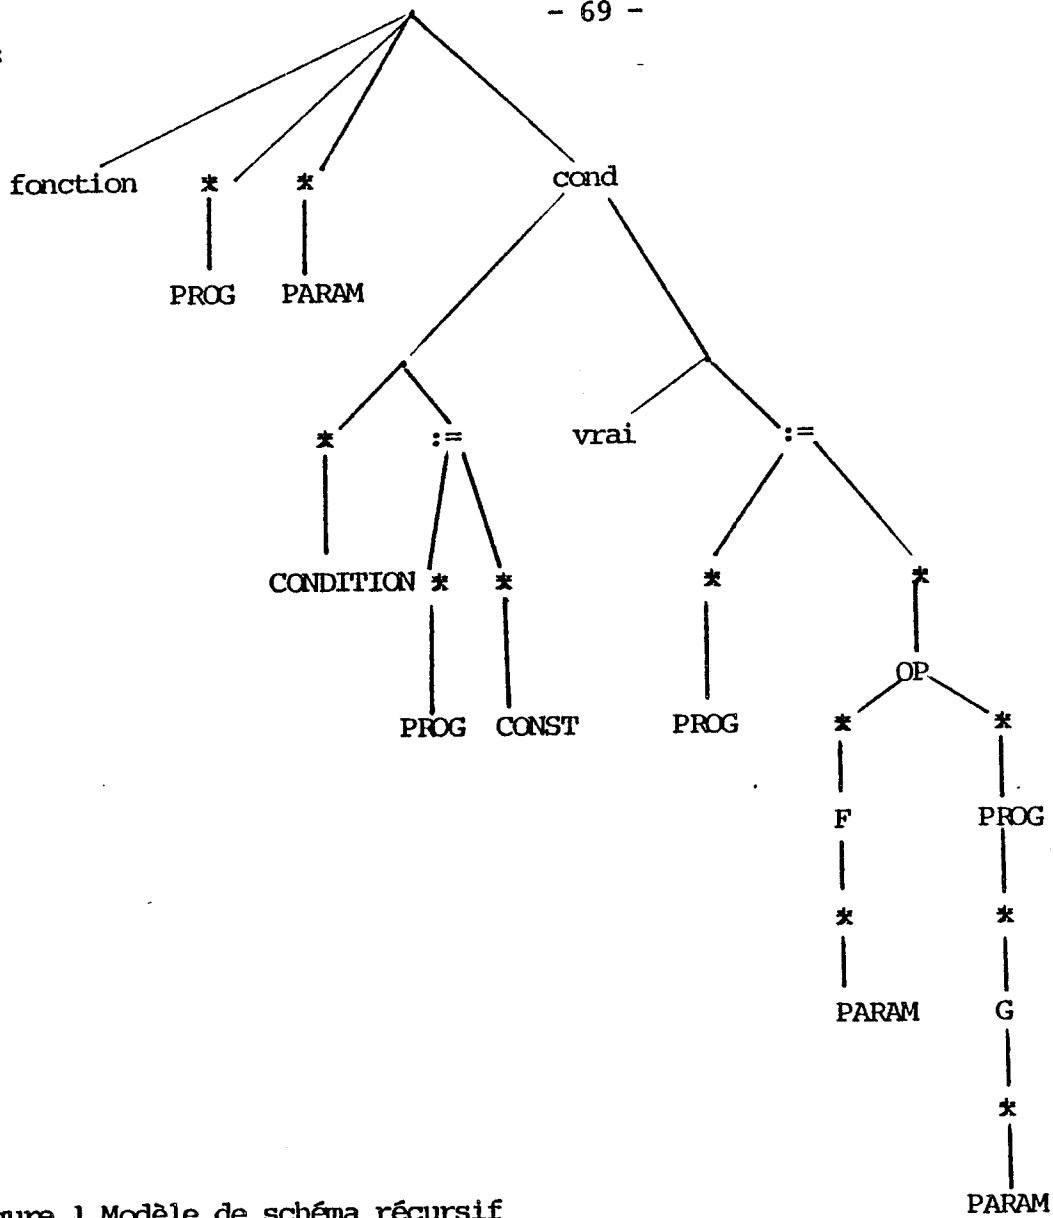 - 69 -
fonction * * cond
PROG PARAM
* := vrai :=
CONDITION * * * *
OP
PROG CONST PROG * *
F PROG
* *
PARAM G
*
PARAM
1 Modèle de schéma récursif